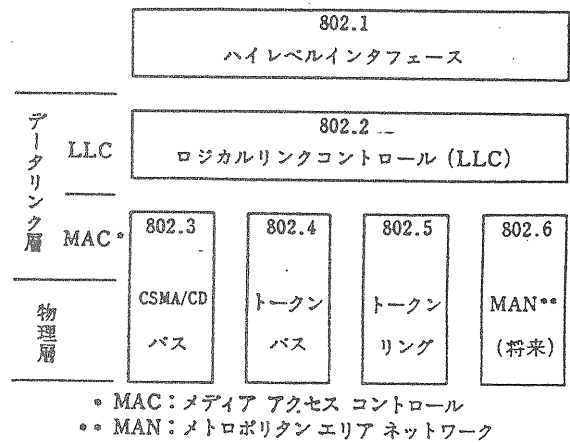 802.1
ハイレベルインタフェース
データリンク層
LLC
802.2
ロジカルリンクコントロール (LLC)
MAC*
802.3
CSMA/CD
バス
802.4
トークン
バス
802.5
トークン
リング
802.6
MAN**
(将来)
物理層
* MAC：メディア アクセス コントロール
** MAN：メトロポリタン エリア ネットワーク